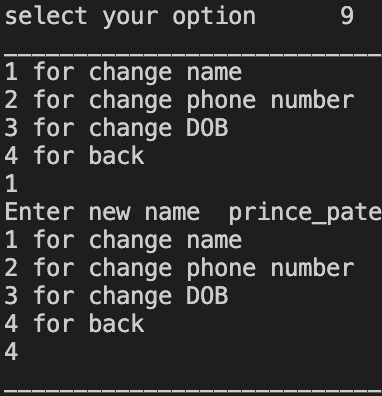 select your option      9
___________________________
1 for change name
2 for change phone number
3 for change DOB
4 for back
1
Enter new name  prince_pate
1 for change name
2 for change phone number
3 for change DOB
4 for back
4
___________________________